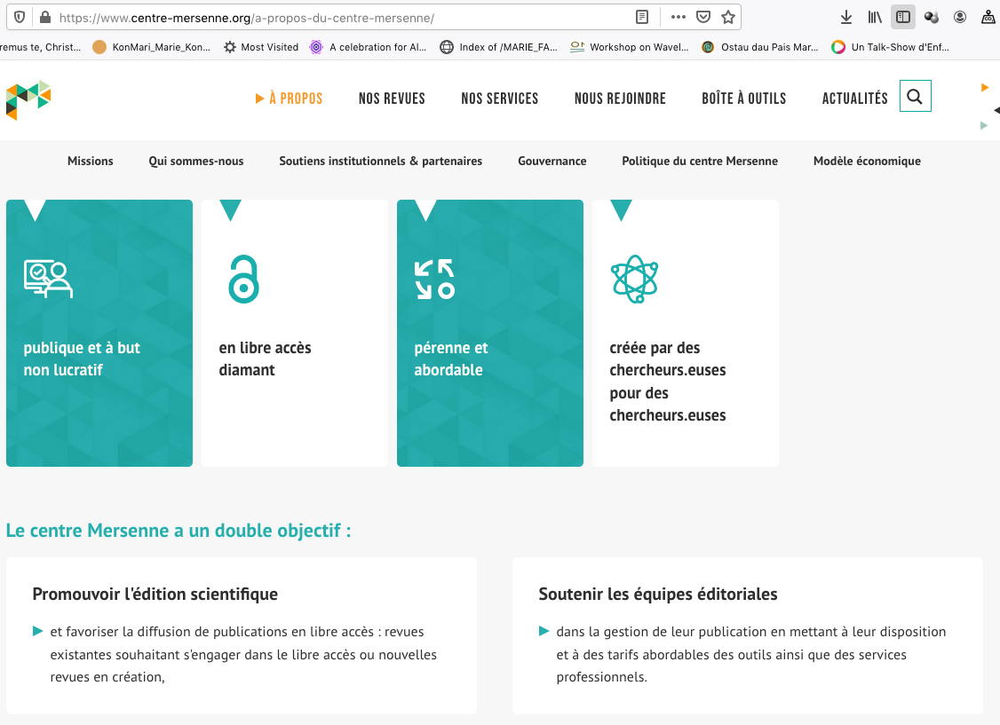 https://www.centre-mersenne.org/a-propos-du-centre-mersenne/
remus te, Christ... KonMari_Marie_Kon... Most Visited A celebration for Al... Index of /MARIE_FA... Workshop on Wavel... Ostau dau Pais Mar... Un Talk-Show d'Enf...
À PROPOS NOS REVUES NOS SERVICES NOUS REJOINDRE BOÎTE À OUTILS ACTUALITÉS
Missions Qui sommes-nous Soutiens institutionnels & partenaires Gouvernance Politique du centre Mersenne Modèle économique
publique et à but
non lucratif
en libre accès
diamant
pérenne et
abordable
créée par des
chercheurs.euses
pour des
chercheurs.euses
Le centre Mersenne a un double objectif :
Promouvoir l'édition scientifique
et favoriser la diffusion de publications en libre accès : revues
existantes souhaitant s'engager dans le libre accès ou nouvelles
revues en création,
Soutenir les équipes éditoriales
dans la gestion de leur publication en mettant à leur disposition
et à des tarifs abordables des outils ainsi que des services
professionnels.